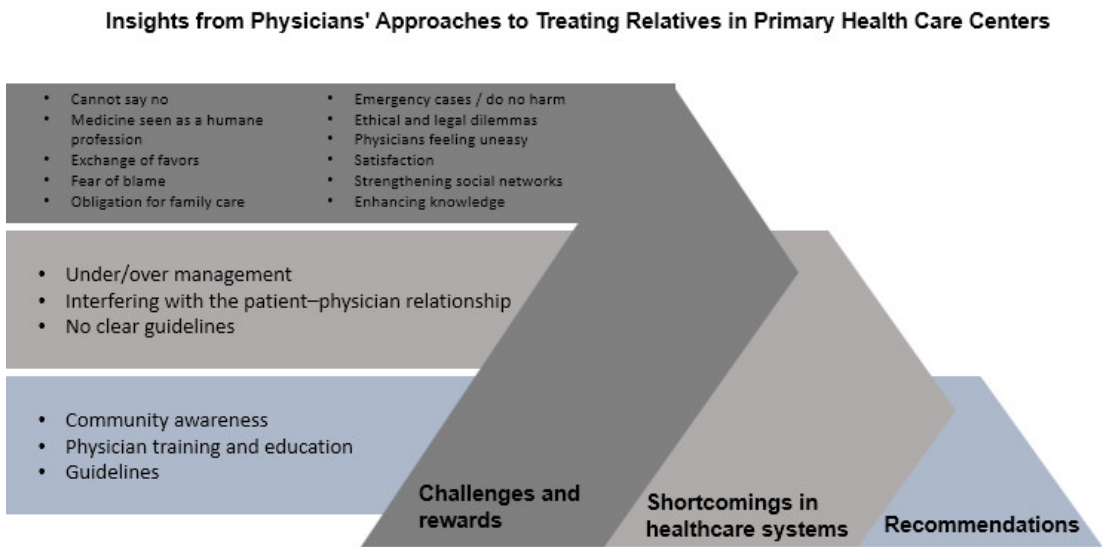 Insights from Physicians' Approaches to Treating Relatives in Primary Health Care Centers
• Cannot say no
• Medicine seen as a humane
profession
• Exchange of favors
• Fear of blame
• Obligation for family care
• Emergency cases / do no harm
• Ethical and legal dilemmas
• Physicians feeling uneasy
• Satisfaction
• Strengthening social networks
• Enhancing knowledge
• Under/over management
• Interfering with the patient–physician relationship
• No clear guidelines
• Community awareness
• Physician training and education
• Guidelines
Challenges and
rewards
Shortcomings in
healthcare systems
Recommendations